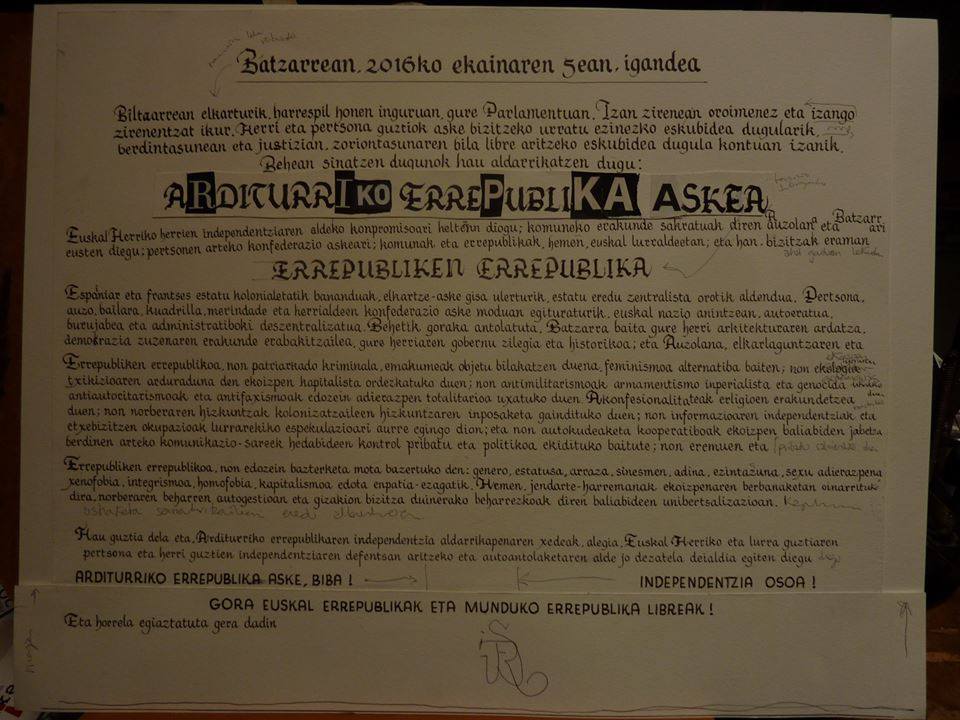 Batzarrean, 2016ko ekainaren 5ean, igandea
Biltzarrean elkarturik, harrespil honen inguruan, gure Parlamentuan. Izan zirenean oroimenez eta izango
zirenentzat ikur. Herri eta pertsona guztiok aske bizitzeko urratu ezinezko eskubidea dugularik,
berdintasunean eta justizian, zoriontasunaren bila libre aritzeko eskubidea dugula kontuan izanik.
Behean sinatzen dugunok hau aldarrikatzen dugu:
ARDITURRIKO ERREPUBLIKA ASKEA
Euskal Herriko herrien independentziaren aldeko konpromisoari heltzen diogu; komuneko erakunde sakratuak diren Auzolan eta Batzarrari
eusten diegu; pertsonen arteko konfederazio askeari; komunak eta errepublikak, hemen, euskal lurraldeetan; eta han. bizitzak eraman
ERREPUBLIKEN ERREPUBLIKA
Espainiar eta frantses estatu kolonialetatik bananduak, elkartze-aske gisa ulerturik, estatu eredu zentralista orotik aldendua. Pertsona,
auzo, bailara, kuadrilla, merindade eta herrialdeen konfederazio aske moduan egituraturik, euskal nazio anintzean, autoeratua,
burujabea eta administratiboki deszentralizatua. Behetik goraka antolatuta, Batzarra baita gure herri arkitekturaren ardatza,
demokrazia zuzenaren erakunde erabakitzailea, gure herriaren gobernu zilegia eta historikoa; eta Auzolana, elkarlaguntzaren eta
Errepubliken errepublikoa, non patriarkado kriminala, emakumeak objetu bilakatzen duena, feminismoa alternatiba baiten; non ekologia
txikizioaren arduraduna den ekoizpen kapitalista ordezkatuko duen; non antimilitarismoak armamentismo inperialista eta genozida
antiautoritarismoak eta antifaxismoak edozein adierazpen totalitarioa uxatuko duen. Akonfesionalitateak erligioen erakundetzea
duen; non norberaren hizkuntzak kolonizatzaileen hizkuntzaren inposaketa gaindituko duen; non informazioaren independentziak eta
etxebizitzen okupazioak lurrarekiko espekulazioari aurre egingo dion; eta non autokudeaketa kooperatiboak ekoizpen baliabiden jabetza
berdinen arteko komunikazio-sareek hedabideen kontrol pribatu eta politikoa ekidituko baitute; non eremuen eta
Errepubliken errepublikoa, non edozein bazterketa mota bazertuko den: genero, estatusa, arraza, sinesmen, adina, ezintasuna, sexu adierazpena
xenofobia, integrismoa, homofobia, kapitalismoa edota enpatia-ezagatik. Hemen, jendarte-harremanak ekoizpenaren berbanaketan oinarrituko
dira, norberaren beharren autogestioan eta gizakion bizitza duinerako beharrezkoak diren baliabideen unibertsalizazioan.
Hau guztia dela eta, Arditurriko errepublikaren independentzia aldarrikapenaren xedeak, alegia, Euskal Herriko eta lurra guztiaren
pertsona eta herri guztien independentziaren defentsan aritzeko eta autoantolaketaren alde jo dezatela deialdia egiten diegu
ARDITURRIKO ERREPUBLIKA ASKE, BIBA ! INDEPENDENTZIA OSOA !
GORA EUSKAL ERREPUBLIKAK ETA MUNDUKO ERREPUBLIKA LIBREAK !
Eta horrela egiaztatuta gera dadin